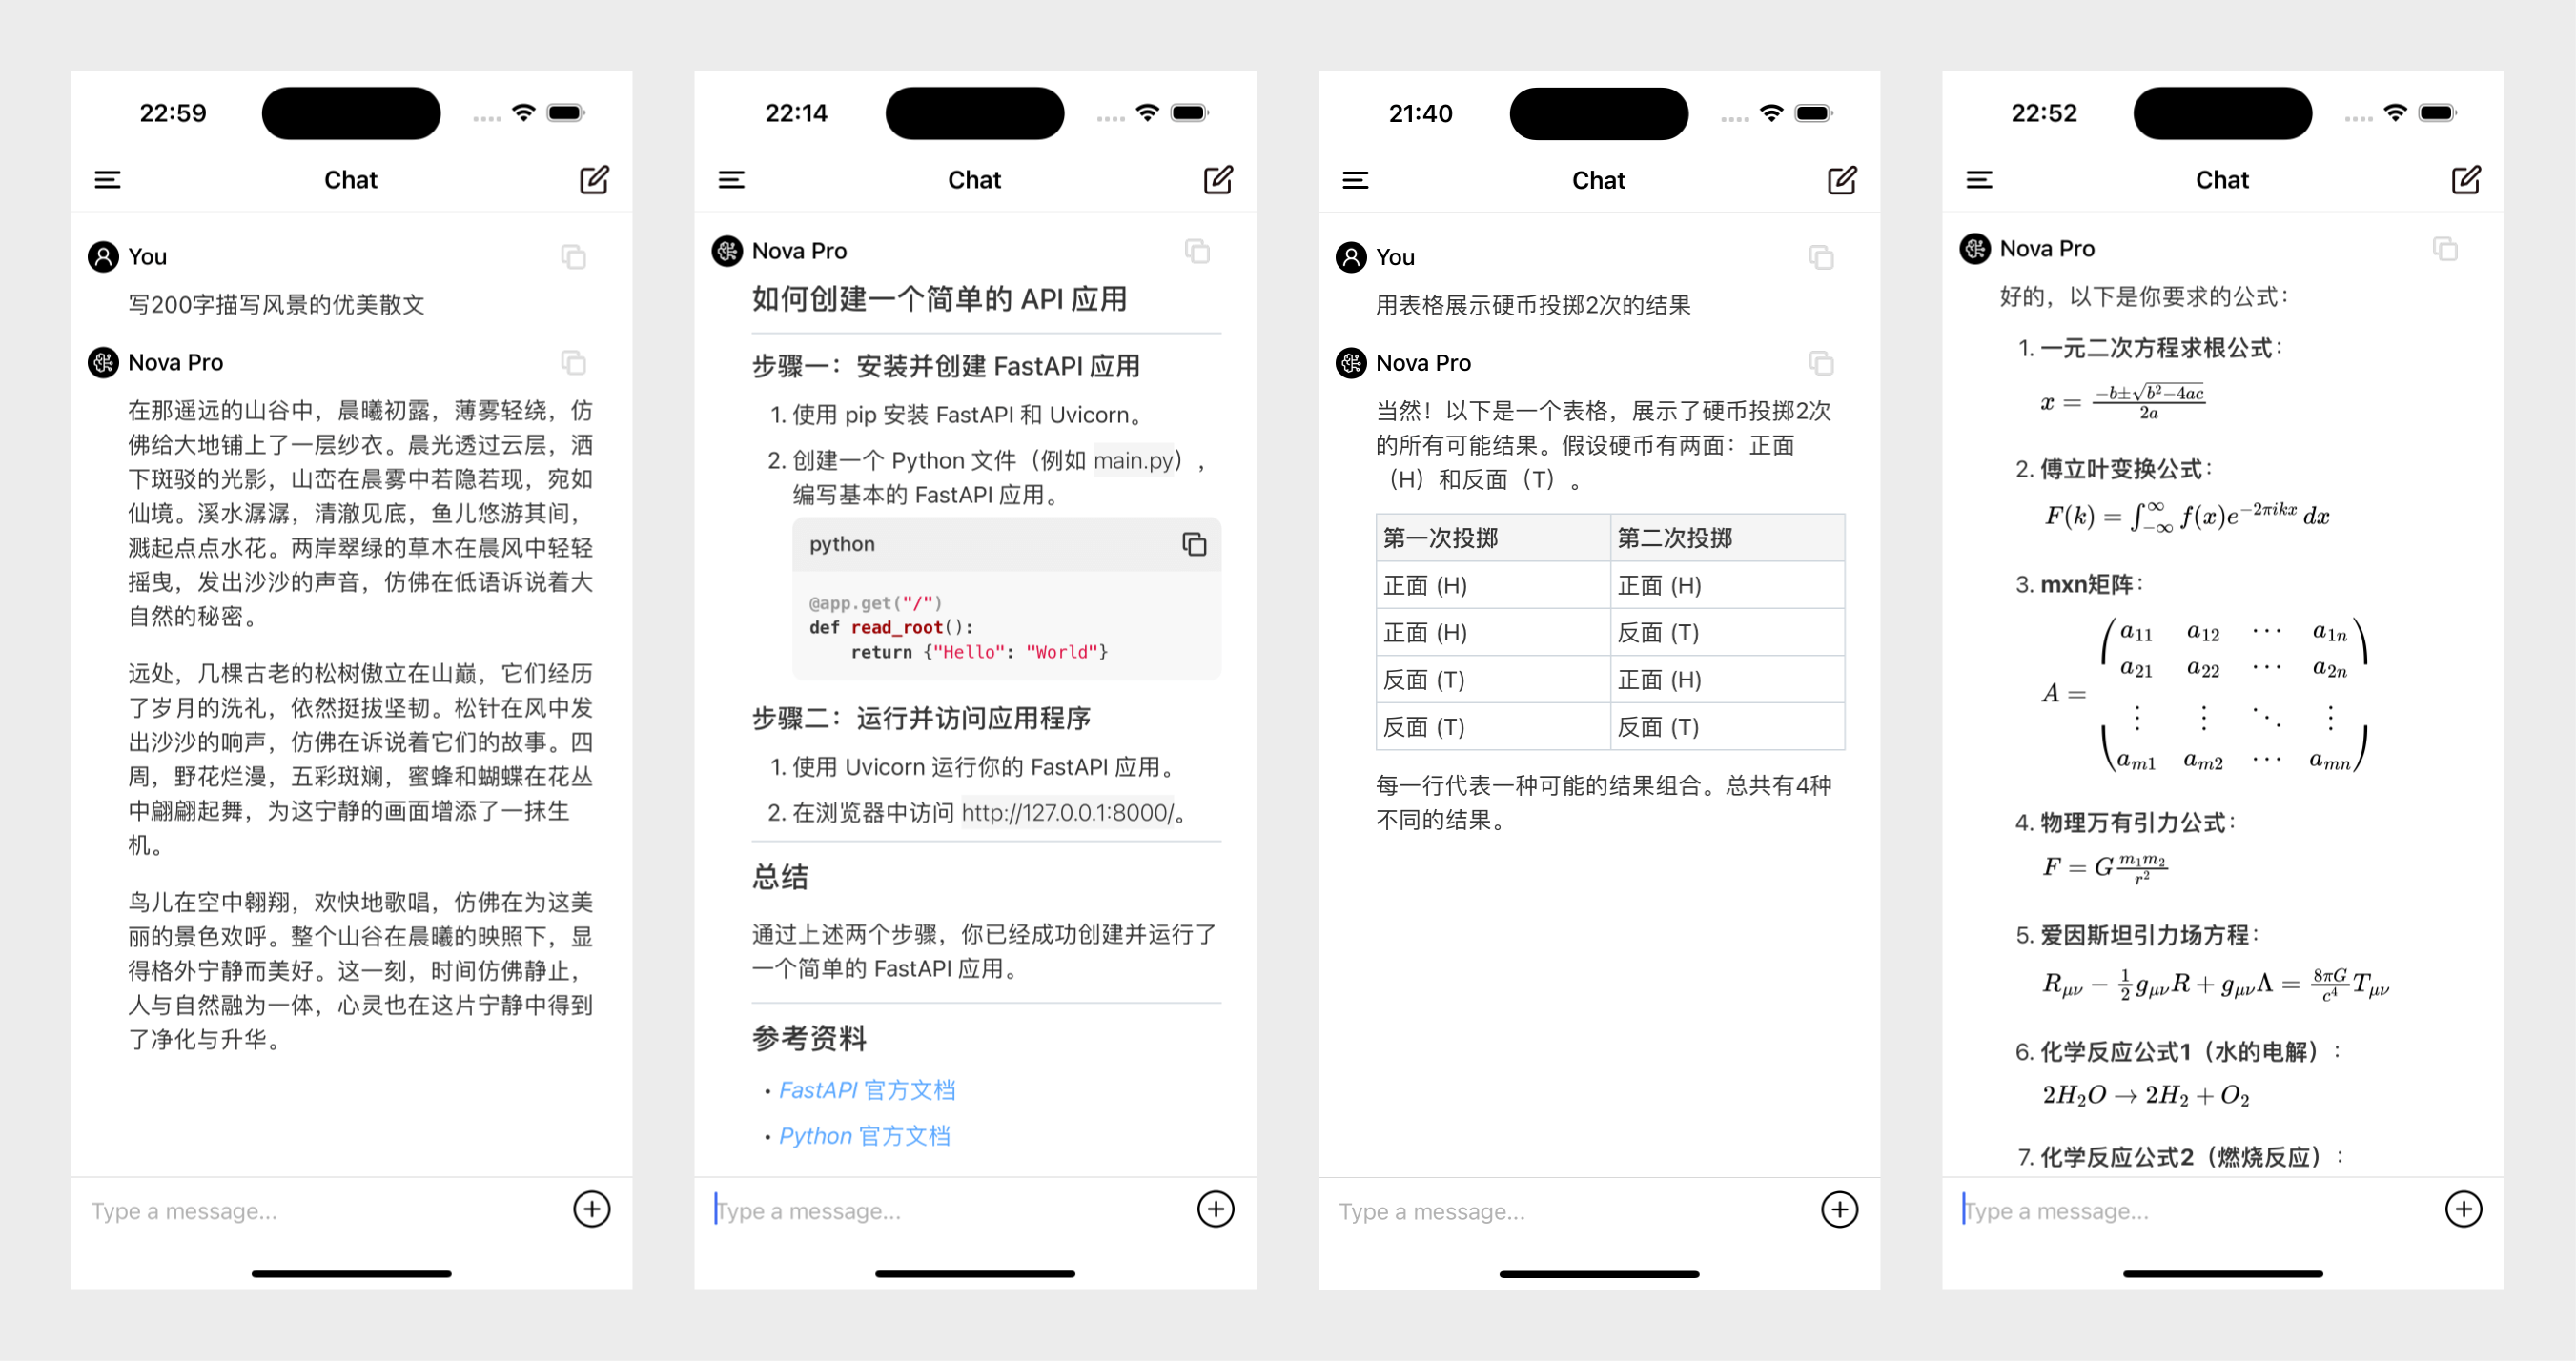 22:59
Chat
You
写200字描写风景的优美散文
Nova Pro
在那遥远的山谷中，晨曦初露，薄雾轻绕，仿
佛给大地铺上了一层纱衣。晨光透过云层，洒
下斑驳的光影，山峦在晨雾中若隐若现，宛如
仙境。溪水潺潺，清澈见底，鱼儿悠游其间，
溅起点点水花。两岸翠绿的草木在晨风中轻轻
摇曳，发出沙沙的声音，仿佛在低语诉说着大
自然的秘密。
远处，几棵古老的松树傲立在山巅，它们经历
了岁月的洗礼，依然挺拔坚韧。松针在风中发
出沙沙的响声，仿佛在诉说着它们的故事。四
周，野花烂漫，五彩斑斓，蜜蜂和蝴蝶在花丛
中翩翩起舞，为这宁静的画面增添了一抹生
机。
鸟儿在空中翱翔，欢快地歌唱，仿佛在为这美
丽的景色欢呼。整个山谷在晨曦的映照下，显
得格外宁静而美好。这一刻，时间仿佛静止，
人与自然融为一体，心灵也在这片宁静中得到
了净化与升华。
Type a message...
22:14
Chat
Nova Pro
如何创建一个简单的 API 应用
步骤一：安装并创建 FastAPI 应用
1. 使用 pip 安装 FastAPI 和 Uvicorn。
2. 创建一个 Python 文件（例如 main.py），
编写基本的 FastAPI 应用。
python
@app.get("/")
def read_root():
    return {"Hello": "World"}
步骤二：运行并访问应用程序
1. 使用 Uvicorn 运行你的 FastAPI 应用。
2. 在浏览器中访问 http://127.0.0.1:8000/。
总结
通过上述两个步骤，你已经成功创建并运行了
一个简单的 FastAPI 应用。
参考资料
• FastAPI 官方文档
• Python 官方文档
Type a message...
21:40
Chat
You
用表格展示硬币投掷2次的结果
Nova Pro
当然！以下是一个表格，展示了硬币投掷2次
的所有可能结果。假设硬币有两面：正面
（H）和反面（T）。
第一次投掷 第二次投掷
正面 (H) 正面 (H)
正面 (H) 反面 (T)
反面 (T) 正面 (H)
反面 (T) 反面 (T)
每一行代表一种可能的结果组合。总共有4种
不同的结果。
Type a message...
22:52
Chat
Nova Pro
好的，以下是你要求的公式：
1. 一元二次方程求根公式：
x = \frac{-b±\sqrt{b^2-4ac}}{2a}
2. 傅立叶变换公式：
F(k) = ∫_{-∞}^{∞} f(x)e^{-2πikx} dx
3. mxn矩阵：
A = \begin{pmatrix} a_{11} & a_{12} & ⋯ & a_{1n} \\ a_{21} & a_{22} & ⋯ & a_{2n} \\ ⋮ & ⋮ & ⋱ & ⋮ \\ a_{m1} & a_{m2} & ⋯ & a_{mn} \end{pmatrix}
4. 物理万有引力公式：
F = G\frac{m_1m_2}{r^2}
5. 爱因斯坦引力场方程：
R_{μν} − \frac{1}{2}g_{μν}R + g_{μν}Λ = \frac{8πG}{c^4}T_{μν}
6. 化学反应公式1（水的电解）：
2H₂O → 2H₂ + O₂
7. 化学反应公式2（燃烧反应）：
Type a message...